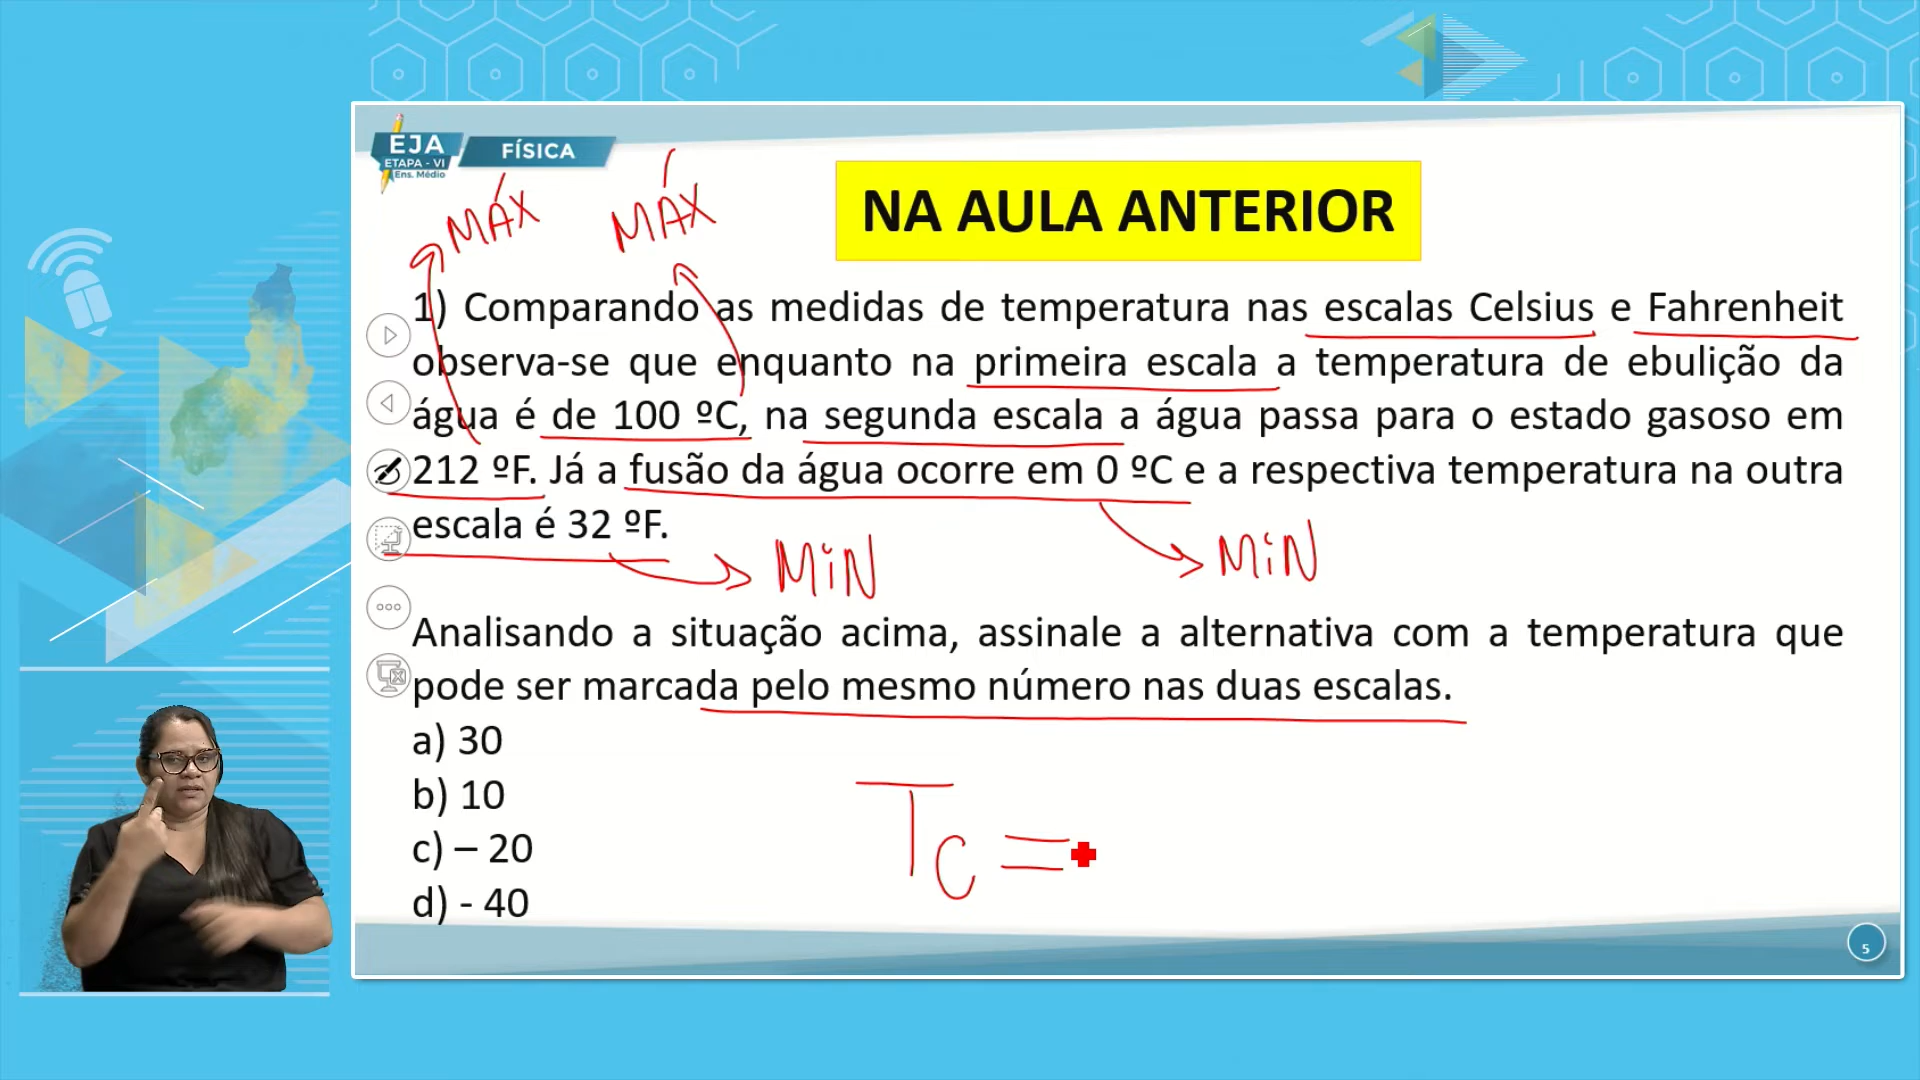 EJA
ETAPA - VI
Ens. Médio
FÍSICA
MÁX
MÁX
NA AULA ANTERIOR
1) Comparando as medidas de temperatura nas escalas Celsius e Fahrenheit
observa-se que enquanto na primeira escala a temperatura de ebulição da
água é de 100 ºC, na segunda escala a água passa para o estado gasoso em
212 ºF. Já a fusão da água ocorre em 0 ºC e a respectiva temperatura na outra
escala é 32 ºF.
MiN
MiN
Analisando a situação acima, assinale a alternativa com a temperatura que
pode ser marcada pelo mesmo número nas duas escalas.
a) 30
b) 10
c) – 20
d) - 40
Tc =
5